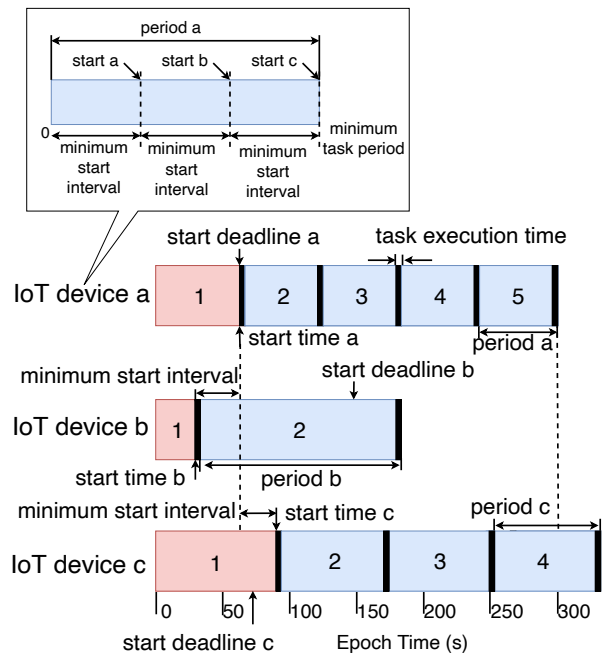 period a
start a
start b
start c
0
minimum
task period
minimum
start
interval
minimum
start
interval
minimum
start
interval
start deadline a
task execution time
IoT device a
1
2
3
4
5
start time a
period a
minimum start interval
start deadline b
IoT device b
1
2
start time b
period b
minimum start interval
start time c
period c
IoT device c
1
2
3
4
0
50
100
150
200
250
300
start deadline c
Epoch Time (s)